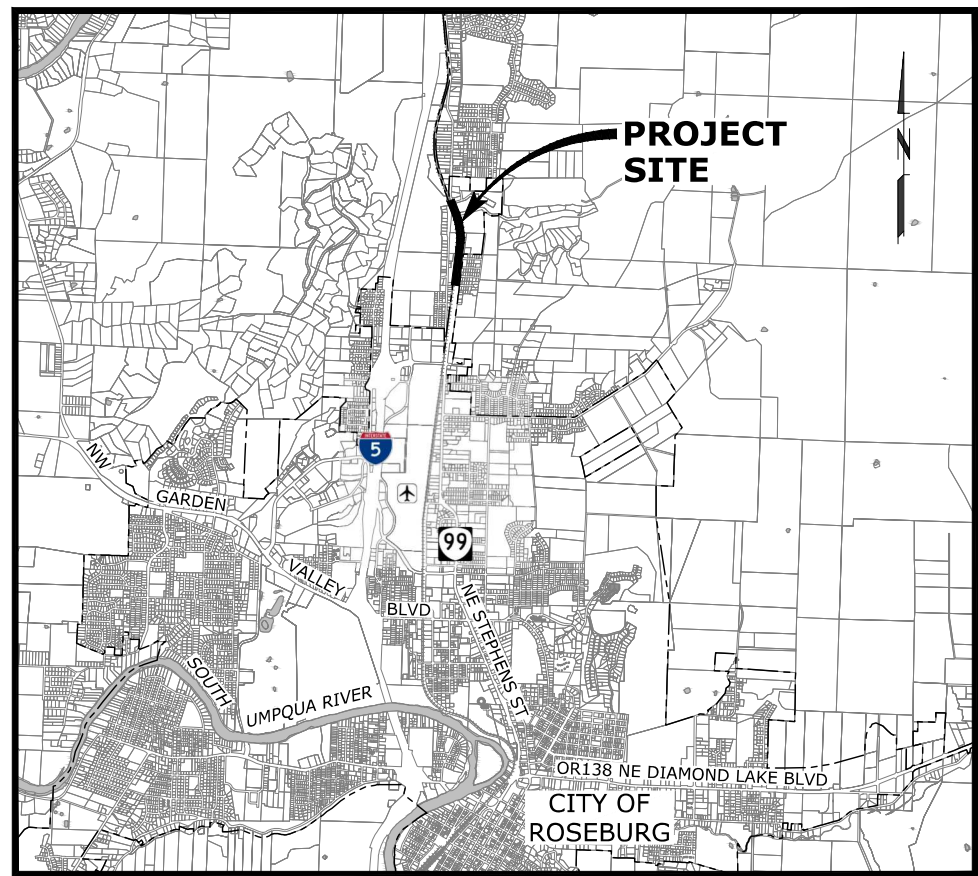 PROJECT
SITE
N
INTERSTATE
5
NW
GARDEN
VALLEY
BLVD
99
NE STEPHENS ST
SOUTH
UMPQUA RIVER
OR138 NE DIAMOND LAKE BLVD
CITY OF
ROSEBURG